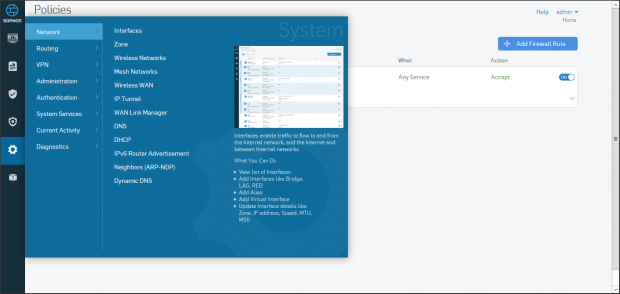 SOPHOS
Policies
Help
admin
Home
System
Network
Routing
VPN
Administration
Authentication
System Services
Current Activity
Diagnostics
Interfaces
Zone
Wireless Networks
Mesh Networks
Wireless WAN
IP Tunnel
WAN Link Manager
DNS
DHCP
IPv6 Router Advertisement
Neighbors (ARP-NDP)
Dynamic DNS
Interfaces enable traffic to flow to and from
the Internal network, and the Internet and
between Internal networks.
What You Can Do
View list of Interfaces
Add Interfaces like Bridge,
LAG, RED
Add Alias
Add Virtual Interface
Update Interface details like
Zone, IP address, Speed, MTU,
MSS
+ Add Firewall Rule
What
Action
Any Service
Accept
ON